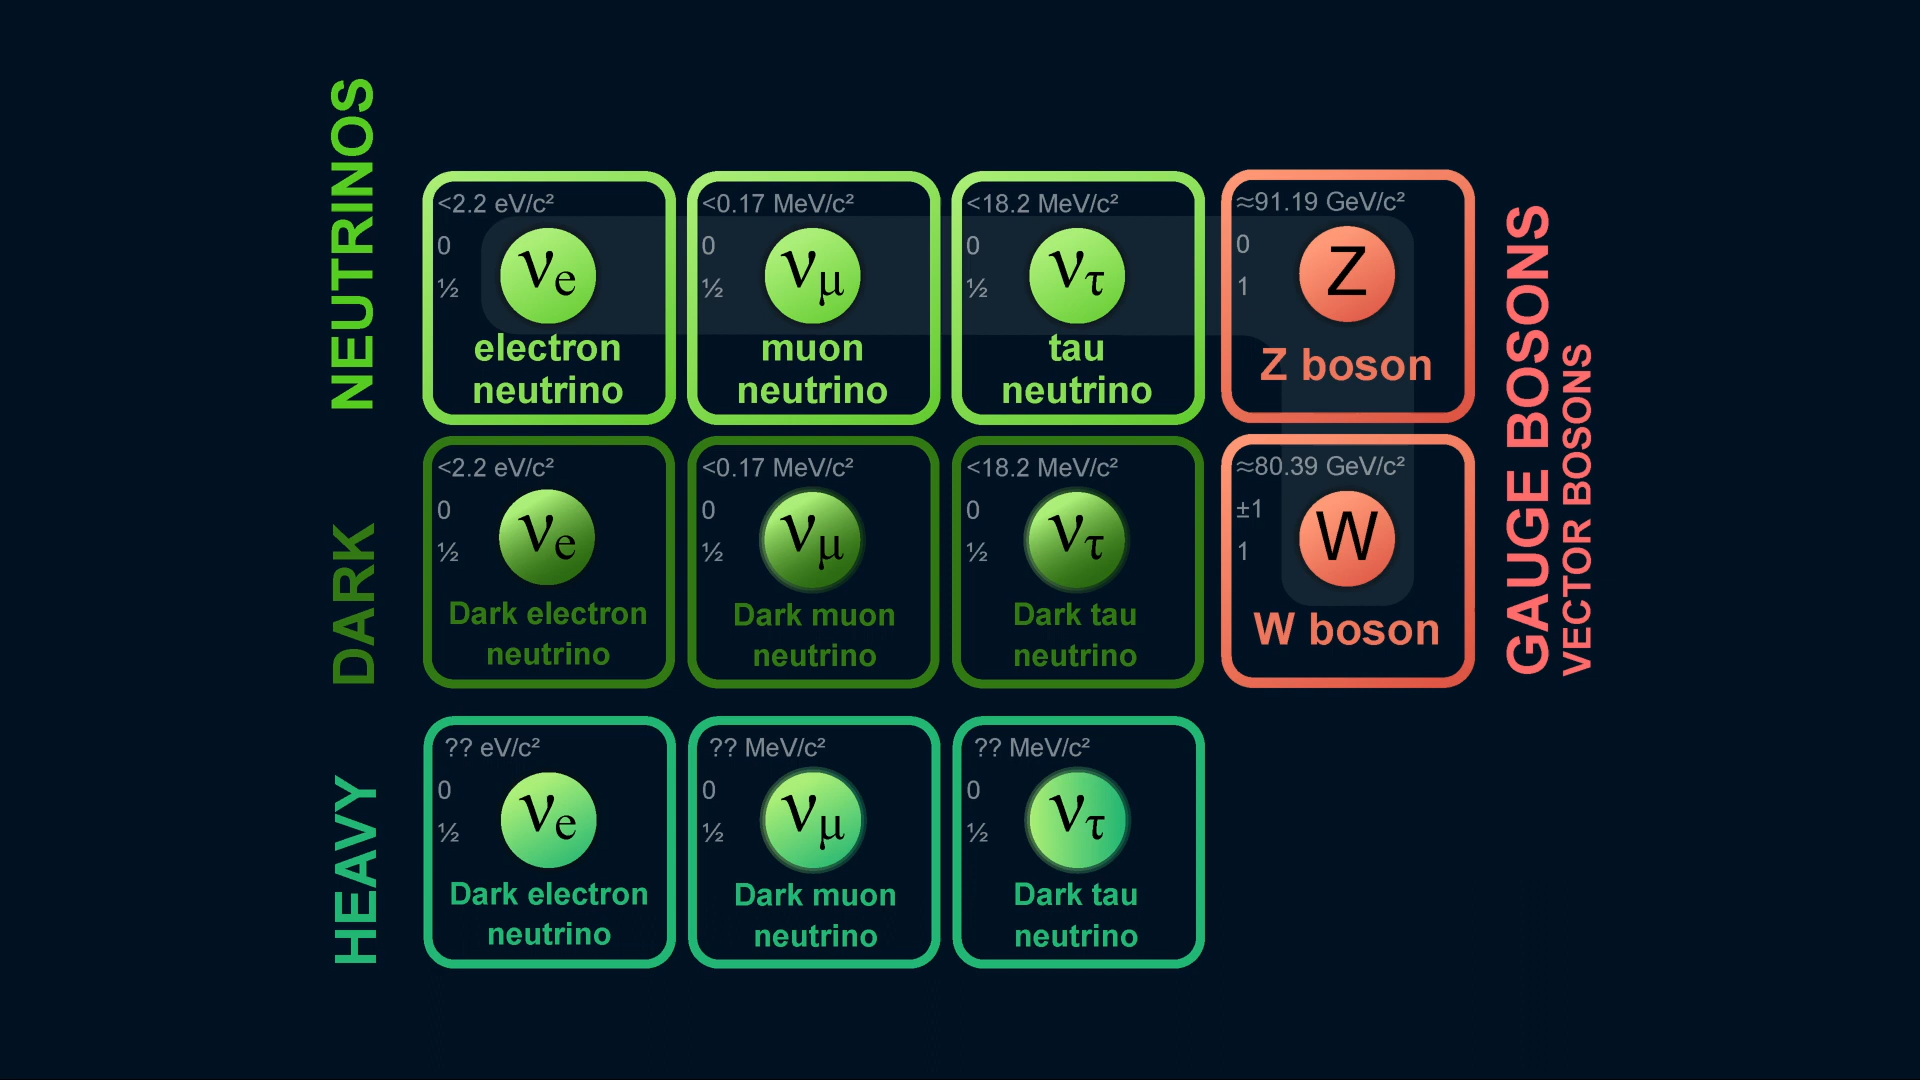 NEUTRINOS
<2.2 eV/c²
0
½
νe
electron
neutrino
<0.17 MeV/c²
0
½
νμ
muon
neutrino
<18.2 MeV/c²
0
½
ντ
tau
neutrino
≈91.19 GeV/c²
0
1
Z
Z boson
GAUGE BOSONS
VECTOR BOSONS
DARK
<2.2 eV/c²
0
½
νe
Dark electron
neutrino
<0.17 MeV/c²
0
½
νμ
Dark muon
neutrino
<18.2 MeV/c²
0
½
ντ
Dark tau
neutrino
≈80.39 GeV/c²
±1
1
W
W boson
HEAVY
?? eV/c²
0
½
νe
Dark electron
neutrino
?? MeV/c²
0
½
νμ
Dark muon
neutrino
?? MeV/c²
0
½
ντ
Dark tau
neutrino